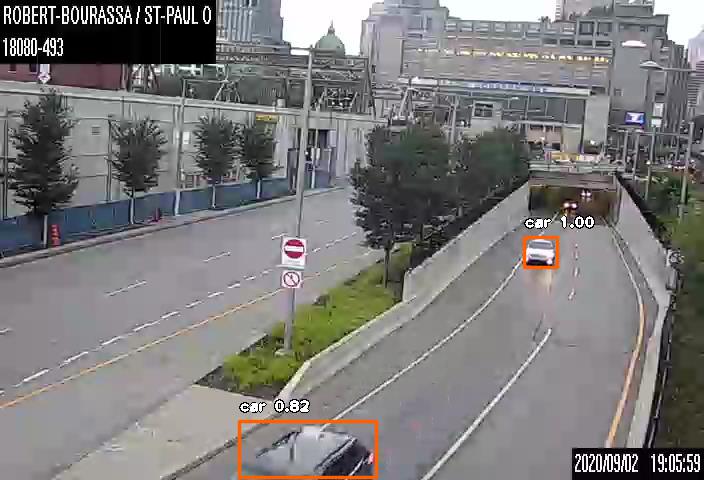 ROBERT-BOURASSA / ST-PAUL O
18080-493
car 1.00
car 0.82
2020/09/02 19:05:59